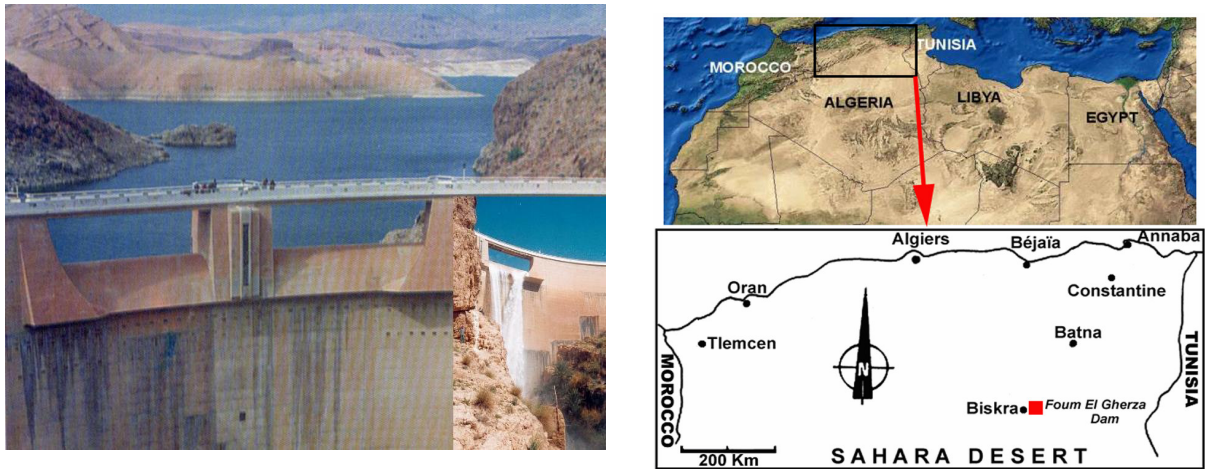 MOROCCO
TUNISIA
ALGERIA
LIBYA
EGYPT
Algiers
Béjaïa
Annaba
Oran
Constantine
Tlemcen
Batna
MOROCCO
N
TUNISIA
Biskra
Foum El Gherza
Dam
200 Km
SAHARA DESERT